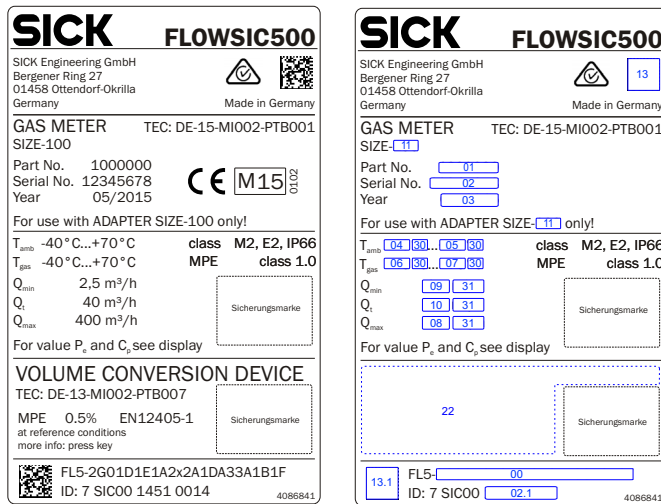 SICK FLOWSIC500
SICK Engineering GmbH
Bergener Ring 27
01458 Ottendorf-Okrilla
Germany Made in Germany
GAS METER TEC: DE-15-MI002-PTB001
SIZE-100
Part No. 1000000
Serial No. 12345678
Year 05/2015
CE M15 0102
For use with ADAPTER SIZE-100 only!
Tamb -40°C...+70°C class M2, E2, IP66
Tgas -40°C...+70°C MPE class 1.0
Qmin 2,5 m³/h
Qt 40 m³/h
Qmax 400 m³/h
Sicherungsmarke
For value Pe and Cp see display
VOLUME CONVERSION DEVICE
TEC: DE-13-MI002-PTB007
MPE 0.5% EN12405-1
at reference conditions
more info: press key
Sicherungsmarke
FL5-2G01D1E1A2x2A1DA33A1B1F
ID: 7 SIC00 1451 0014 4086841
SICK FLOWSIC500
SICK Engineering GmbH
Bergener Ring 27
01458 Ottendorf-Okrilla
13
Germany Made in Germany
GAS METER TEC: DE-15-MI002-PTB001
SIZE-11
Part No. 01
Serial No. 02
Year 03
For use with ADAPTER SIZE-11 only!
Tamb 04 30...05 30 class M2, E2, IP66
Tgas 06 30...07 30 MPE class 1.0
Qmin 09 31
Qt 10 31
Qmax 08 31
Sicherungsmarke
For value Pe and Cp see display
22
Sicherungsmarke
13.1
FL5-00
ID: 7 SIC00 02.1 4086841